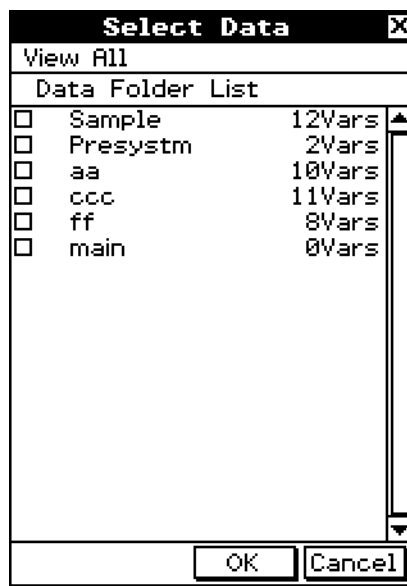 Select Data
View All
Data Folder List
Sample 12Vars
Presystm 2Vars
aa 10Vars
ccc 11Vars
ff 8Vars
main 0Vars
OK Cancel